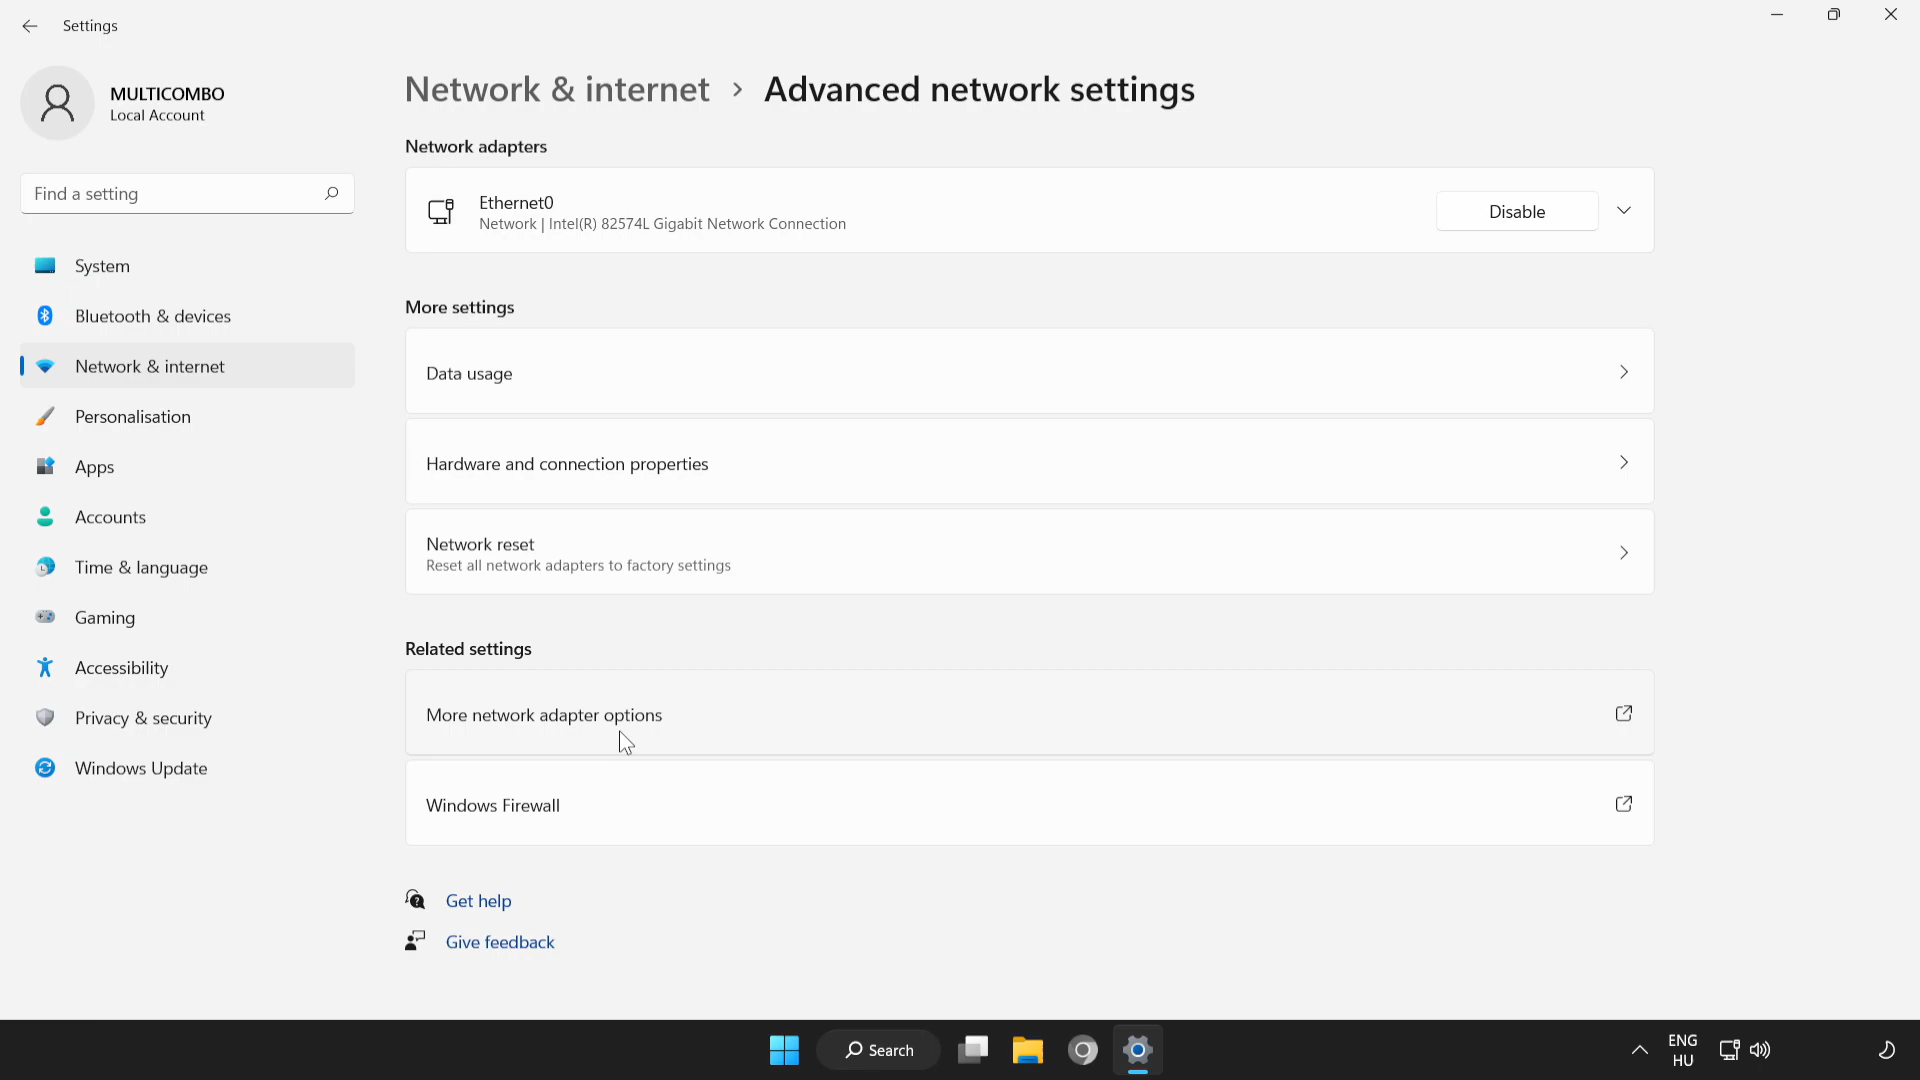 Settings
MULTICOMBO
Local Account
Find a setting
System
Bluetooth & devices
Network & internet
Personalisation
Apps
Accounts
Time & language
Gaming
Accessibility
Privacy & security
Windows Update
Network & internet > Advanced network settings
Network adapters
Ethernet0
Network | Intel(R) 82574L Gigabit Network Connection
Disable
More settings
Data usage
Hardware and connection properties
Network reset
Reset all network adapters to factory settings
Related settings
More network adapter options
Windows Firewall
Get help
Give feedback
Search
ENG
HU